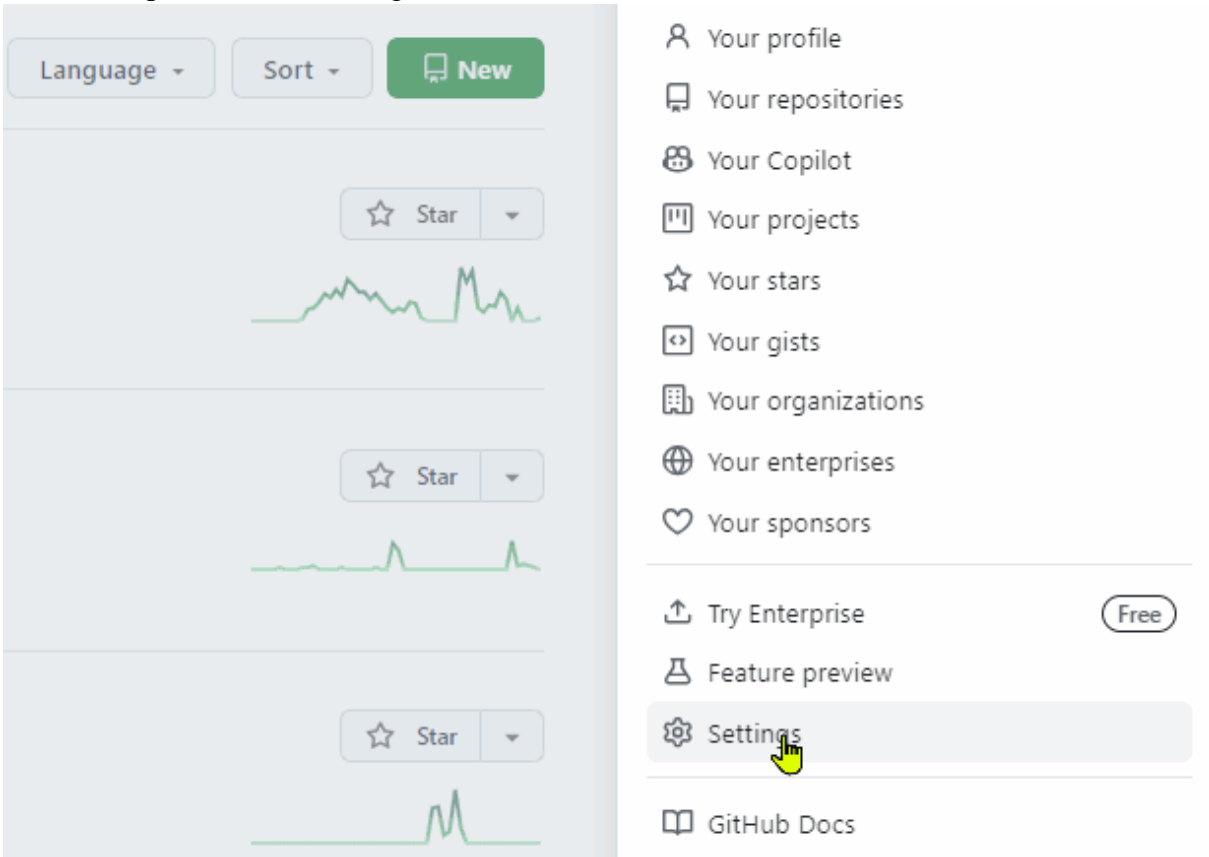 Language
Sort
New
Star
Star
Star
Your profile
Your repositories
Your Copilot
Your projects
Your stars
Your gists
Your organizations
Your enterprises
Your sponsors
Try Enterprise Free
Feature preview
Settings
GitHub Docs